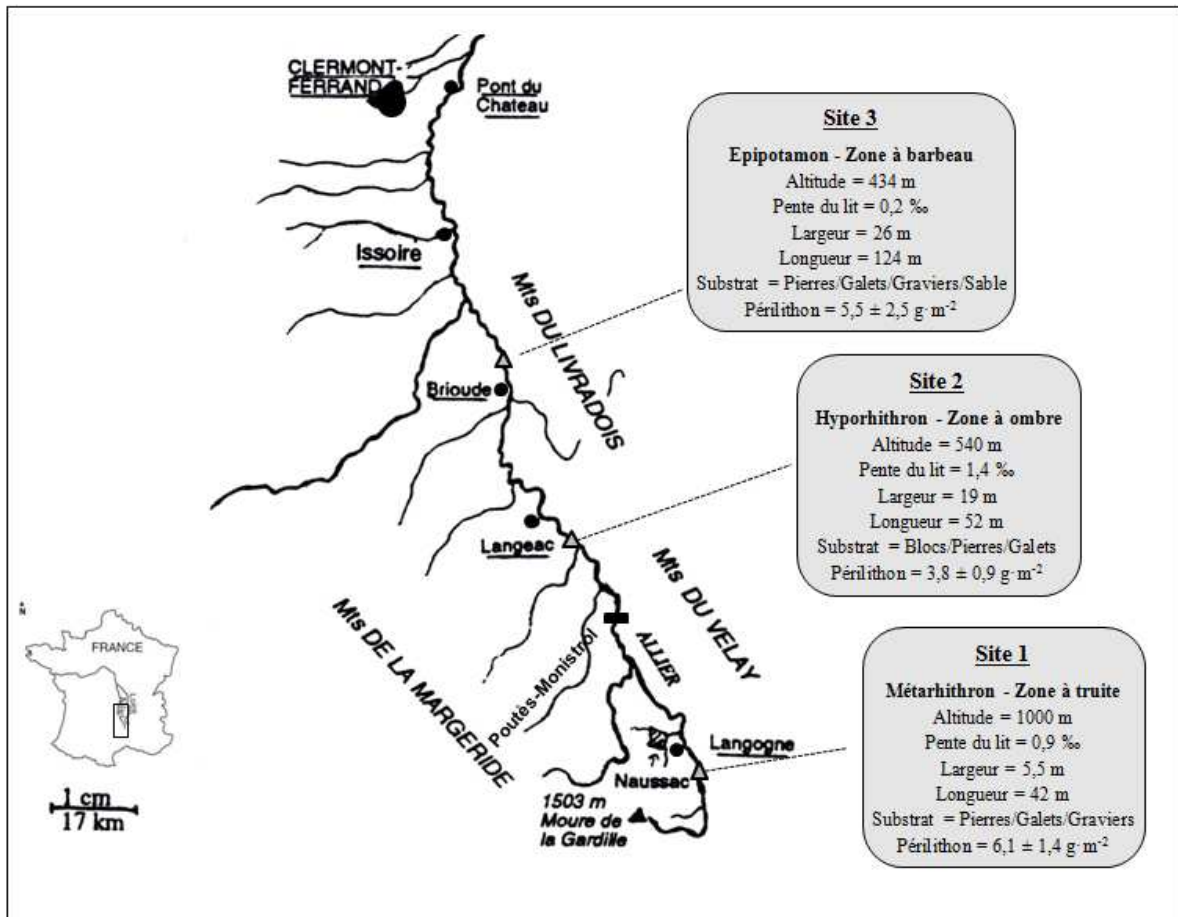 CLERMONT-
FERRAND
Pont du
Chateau
Issoire
Mts DU LIVRADOIS
Brioude
Langeac
Mts DU VELAY
Mts DE LA MARGERIDE
Poutès-Monistrol
ALLIER
Langogne
Naussac
1503 m
Moure de
la Gardille
N
FRANCE
1 cm
17 km
Site 3
Epipotamon - Zone à barbeau
Altitude = 434 m
Pente du lit = 0,2 ‰
Largeur = 26 m
Longueur = 124 m
Substrat = Pierres/Galets/Graviers/Sable
Périlithon = 5,5 ± 2,5 g·m⁻²
Site 2
Hyporhithron - Zone à ombre
Altitude = 540 m
Pente du lit = 1,4 ‰
Largeur = 19 m
Longueur = 52 m
Substrat = Blocs/Pierres/Galets
Périlithon = 3,8 ± 0,9 g·m⁻²
Site 1
Métarhithron - Zone à truite
Altitude = 1000 m
Pente du lit = 0,9 ‰
Largeur = 5,5 m
Longueur = 42 m
Substrat = Pierres/Galets/Graviers
Périlithon = 6,1 ± 1,4 g·m⁻²